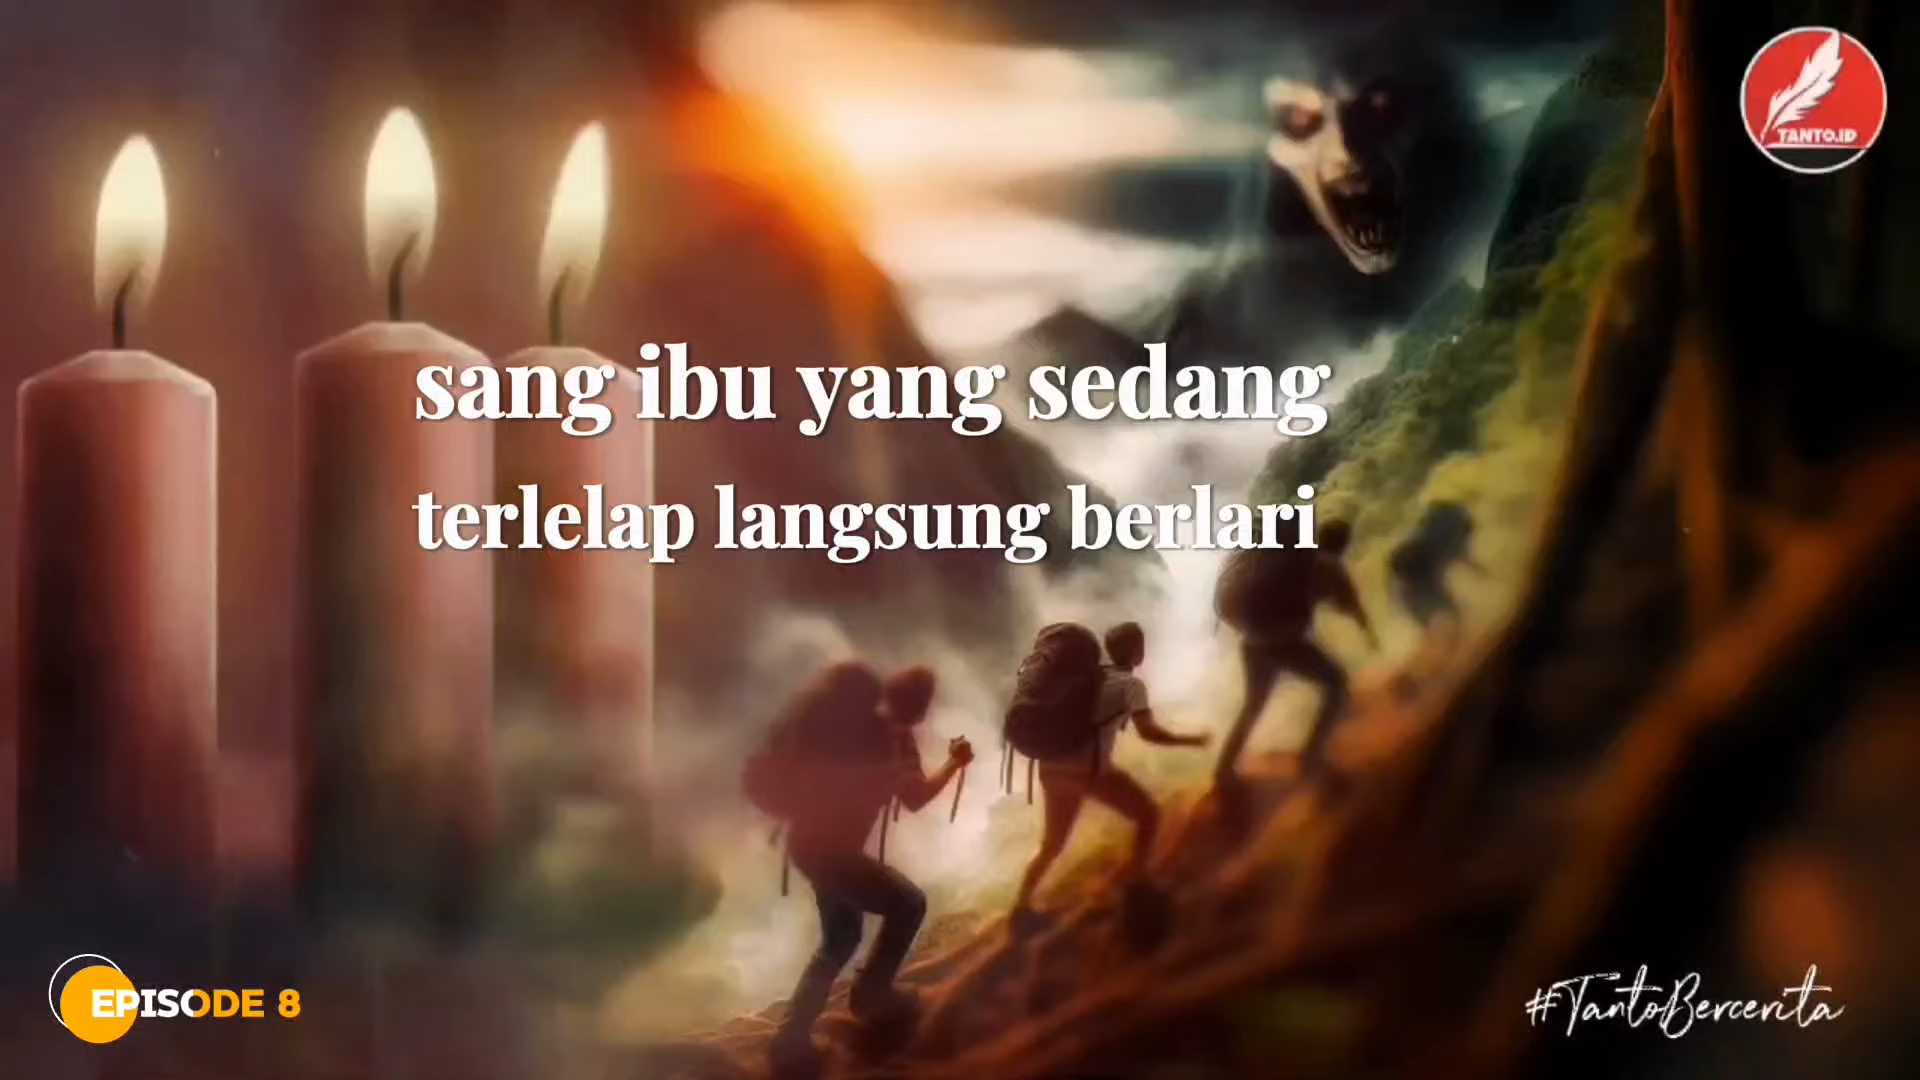 TANTO.ID
sang ibu yang sedang
terlelap langsung berlari
EPISODE 8
#TantoBercerita